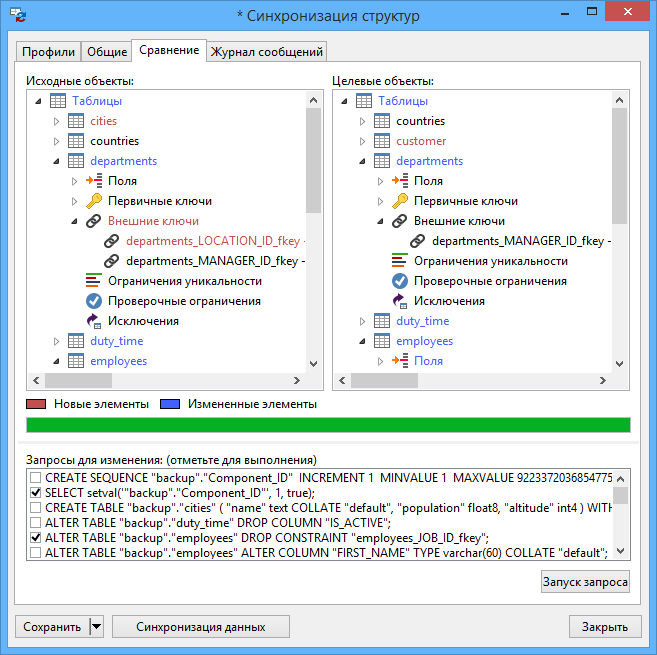 * Синхронизация структур
Профили Общие Сравнение Журнал сообщений
Исходные объекты:
Таблицы
cities
countries
departments
Поля
Первичные ключи
Внешние ключи
departments_LOCATION_ID_fkey -
departments_MANAGER_ID_fkey -
Ограничения уникальности
Проверочные ограничения
Исключения
duty_time
employees
Целевые объекты:
Таблицы
countries
customer
departments
Поля
Первичные ключи
Внешние ключи
departments_MANAGER_ID_fkey -
Ограничения уникальности
Проверочные ограничения
Исключения
duty_time
employees
Поля
Новые элементы Измененные элементы
Запросы для изменения: (отметьте для выполнения)
CREATE SEQUENCE "backup"."Component_ID" INCREMENT 1 MINVALUE 1 MAXVALUE 9223372036854775
SELECT setval('"backup"."Component_ID"', 1, true);
CREATE TABLE "backup"."cities" ( "name" text COLLATE "default", "population" float8, "altitude" int4 ) WITH
ALTER TABLE "backup"."duty_time" DROP COLUMN "IS_ACTIVE";
ALTER TABLE "backup"."employees" DROP CONSTRAINT "employees_JOB_ID_fkey";
ALTER TABLE "backup"."employees" ALTER COLUMN "FIRST_NAME" TYPE varchar(60) COLLATE "default";
Запуск запроса
Сохранить Синхронизация данных Закрыть